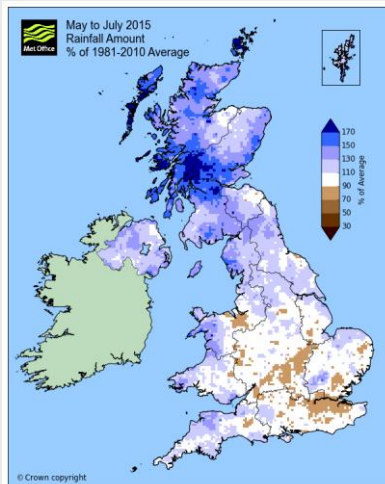 Met Office
May to July 2015
Rainfall Amount
% of 1981-2010 Average
170
150
130
110
90
70
50
30
% of Average
© Crown copyright